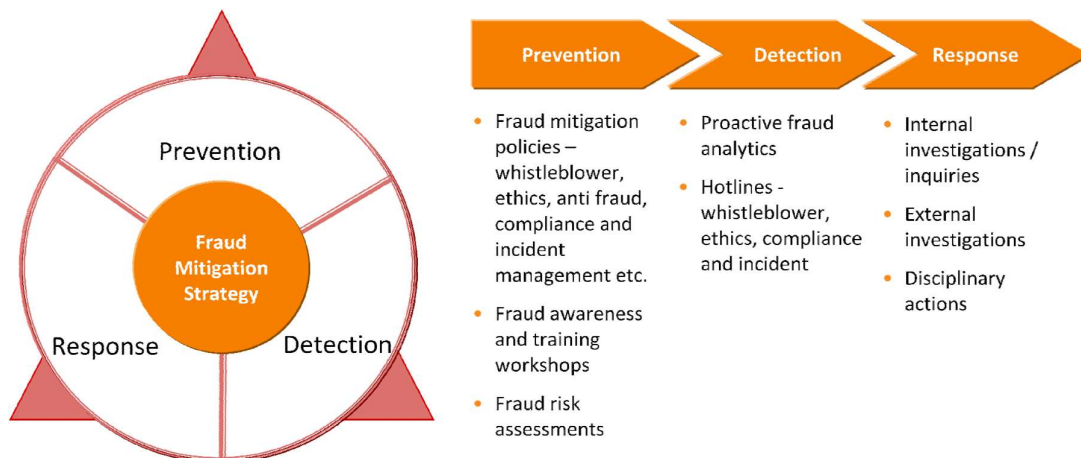 Prevention
Fraud
Mitigation
Strategy
Response
Detection
Prevention
• Fraud mitigation
policies –
whistleblower,
ethics, anti fraud,
compliance and
incident
management etc.
• Fraud awareness
and training
workshops
• Fraud risk
assessments
Detection
• Proactive fraud
analytics
• Hotlines -
whistleblower,
ethics, compliance
and incident
Response
• Internal
investigations /
inquiries
• External
investigations
• Disciplinary
actions